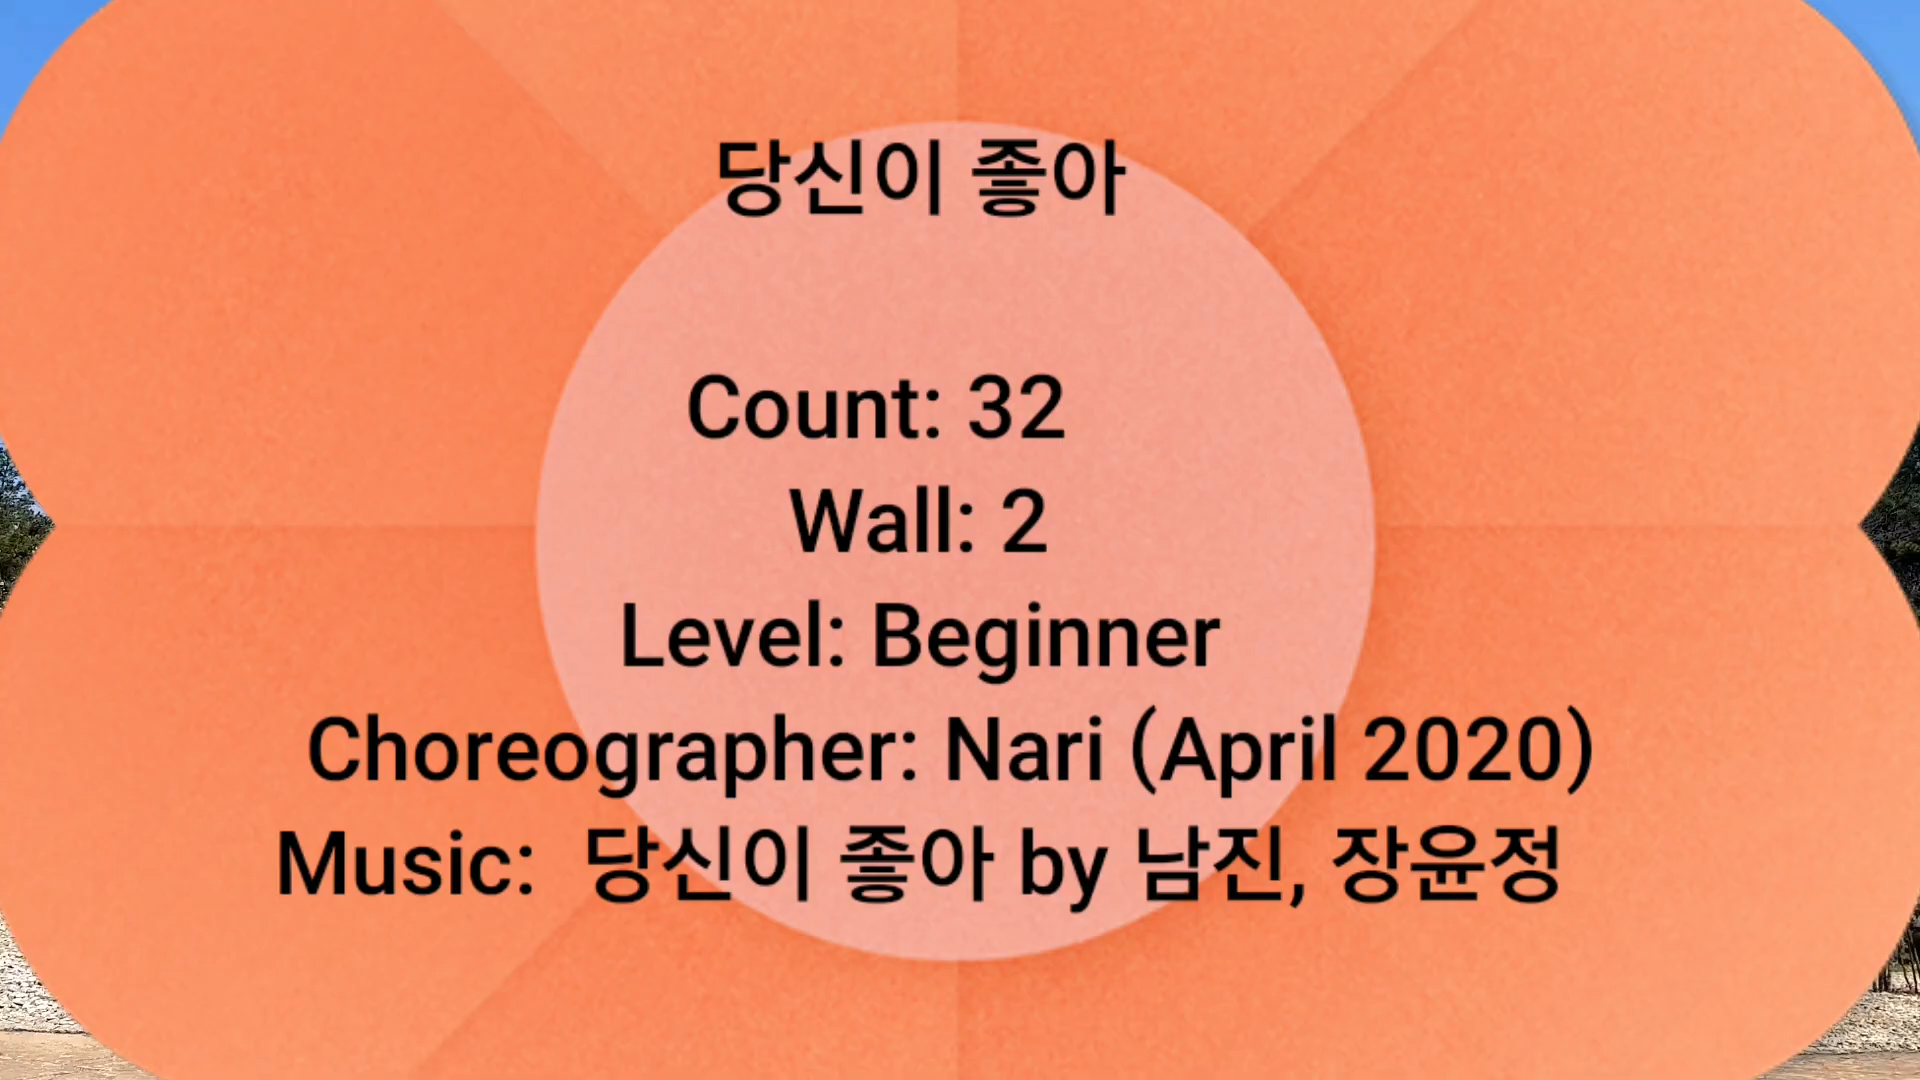 당신이 좋아
Count: 32
Wall: 2
Level: Beginner
Choreographer: Nari (April 2020)
Music: 당신이 좋아 by 남진, 장윤정